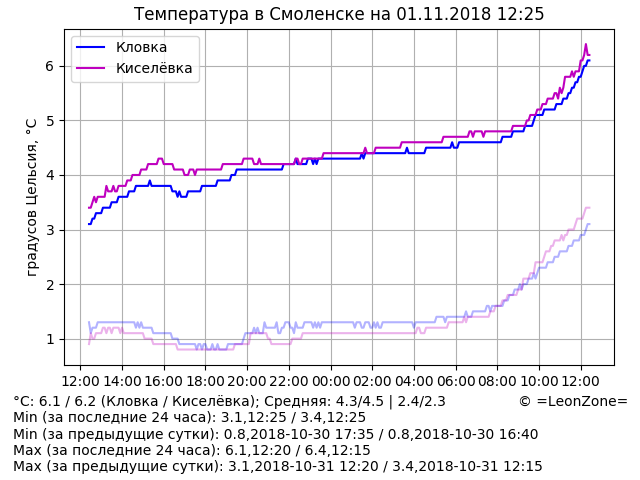 Температура в Смоленске на 01.11.2018 12:25
Кловка
Киселёвка
градусов Цельсия, °C
6
5
4
3
2
1
12:00 14:00 16:00 18:00 20:00 22:00 00:00 02:00 04:00 06:00 08:00 10:00 12:00
°C: 6.1 / 6.2 (Кловка / Киселёвка); Средняя: 4.3/4.5 | 2.4/2.3 © =LeonZone=
Min (за последние 24 часа): 3.1,12:25 / 3.4,12:25
Min (за предыдущие сутки): 0.8,2018-10-30 17:35 / 0.8,2018-10-30 16:40
Max (за последние 24 часа): 6.1,12:20 / 6.4,12:15
Max (за предыдущие сутки): 3.1,2018-10-31 12:20 / 3.4,2018-10-31 12:15